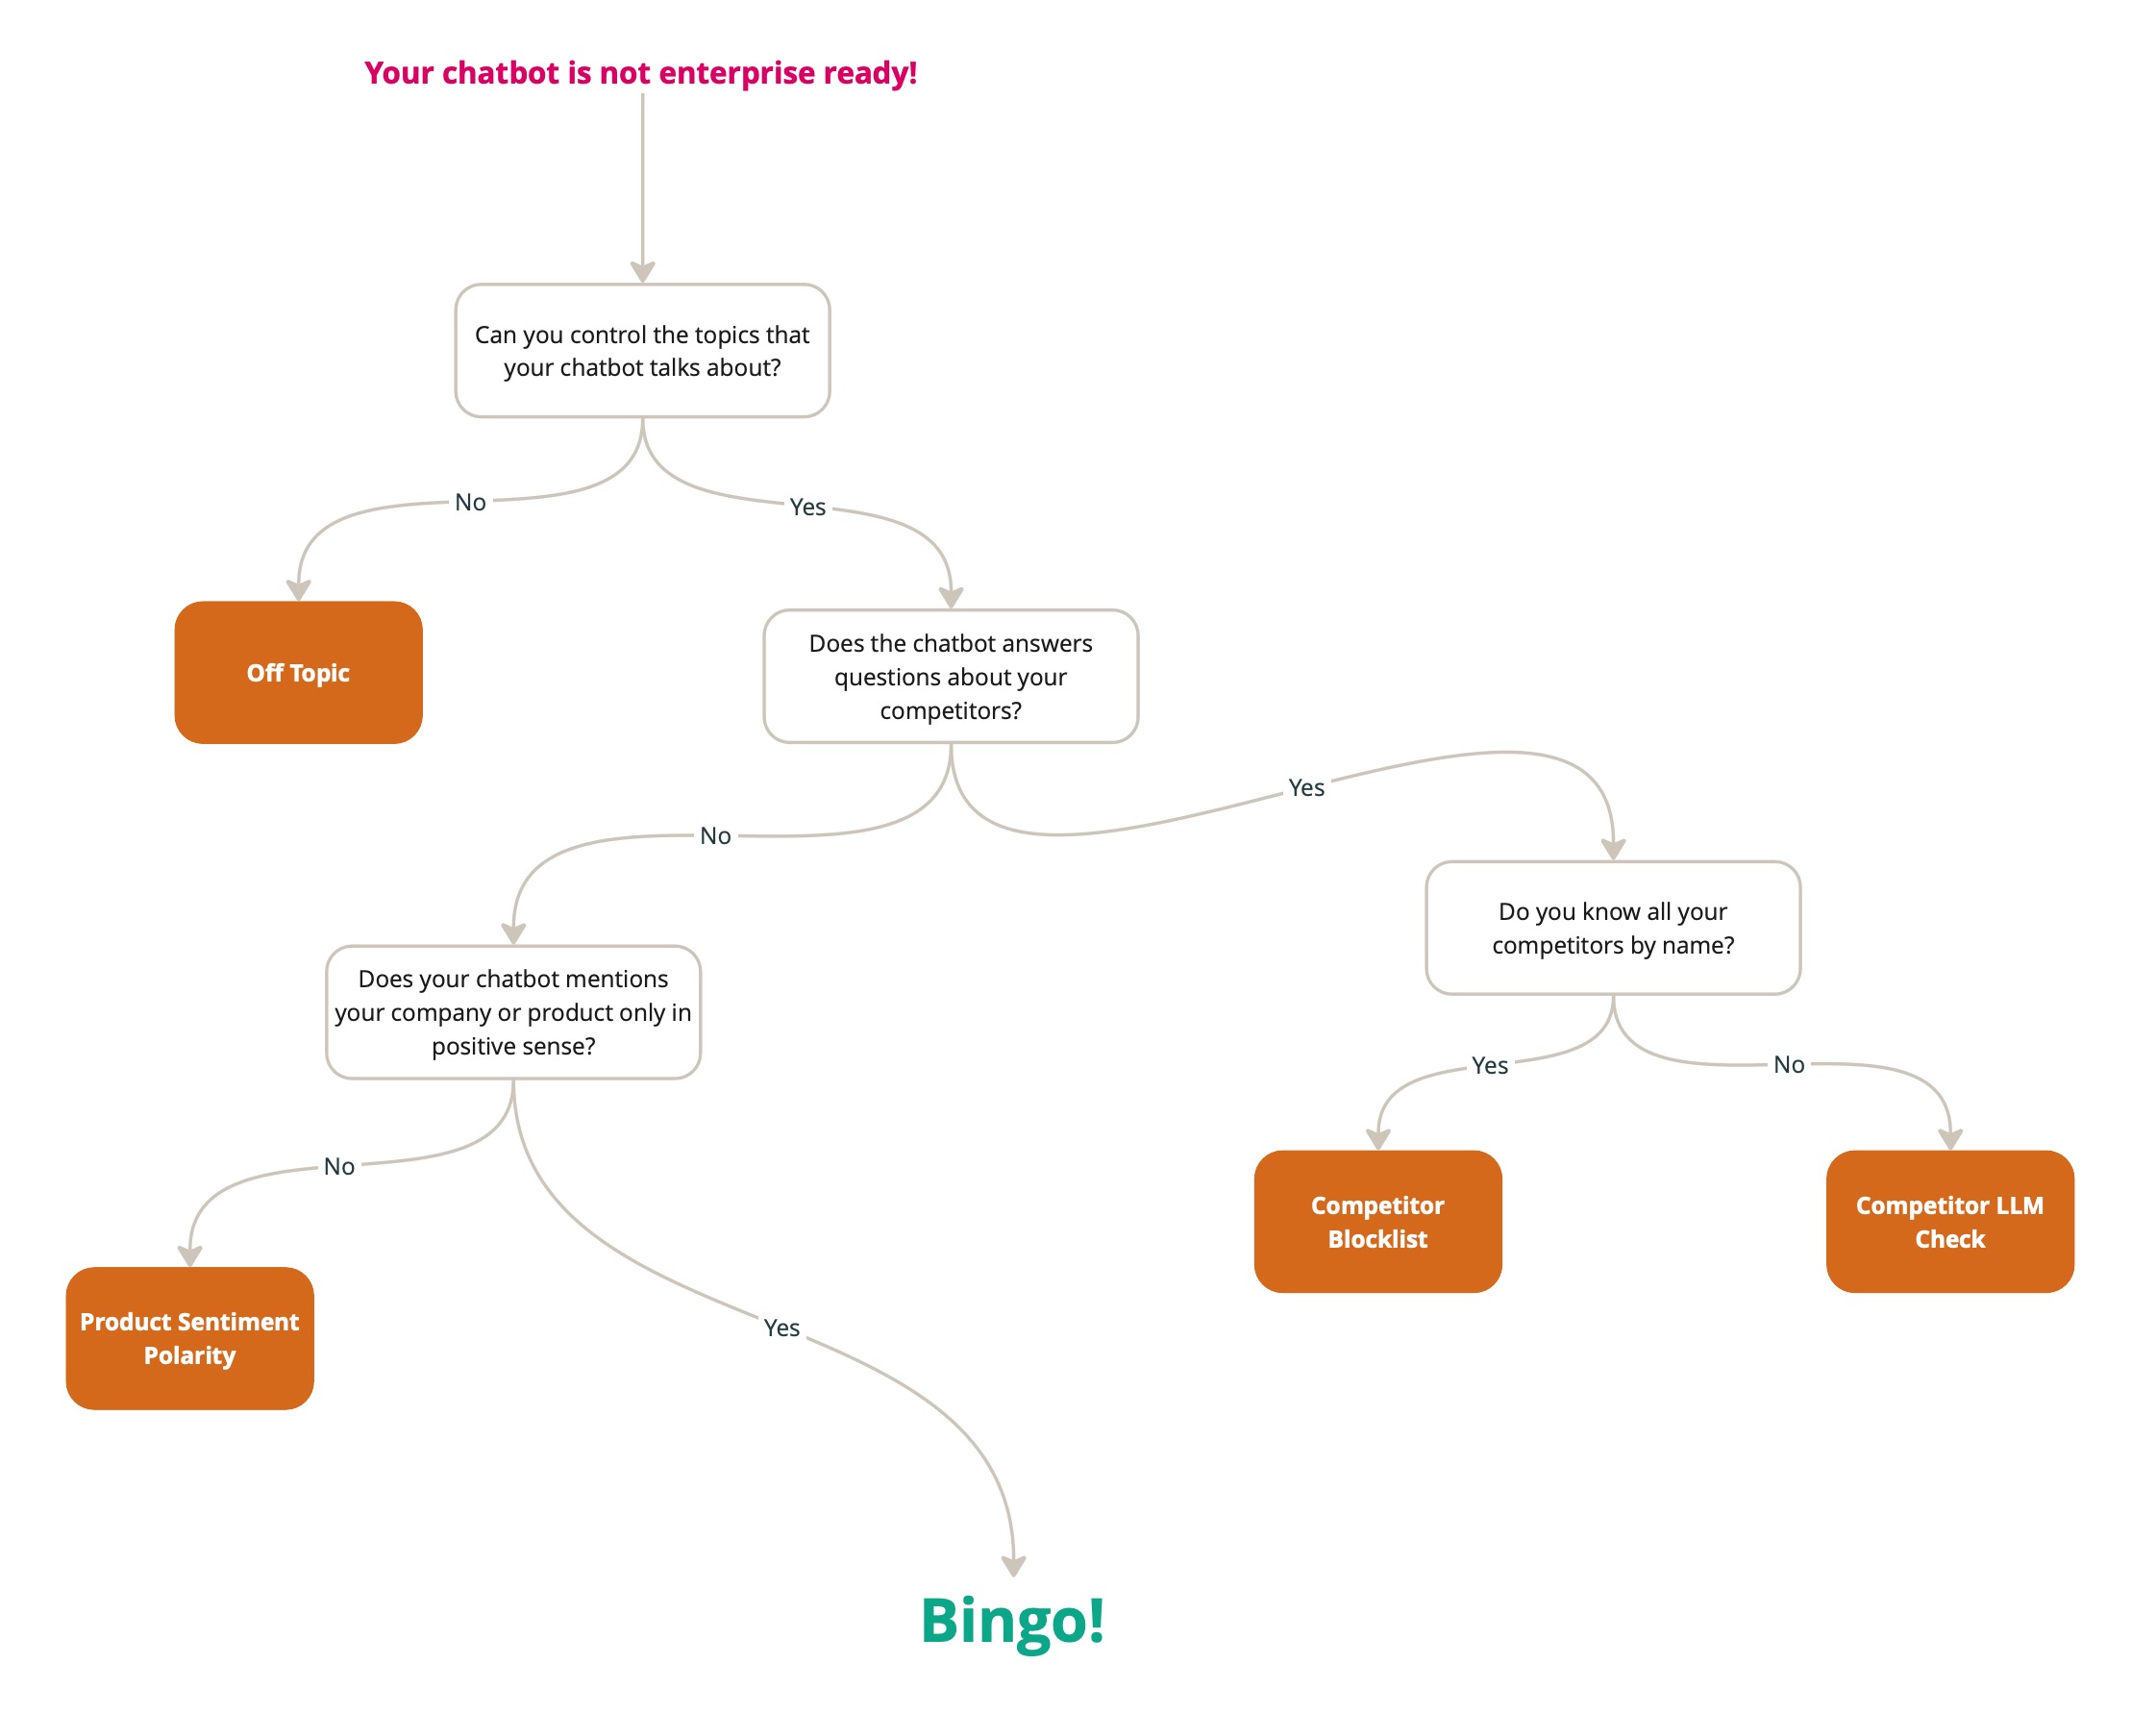 Your chatbot is not enterprise ready!
Can you control the topics that
your chatbot talks about?
No
Yes
Off Topic
Does the chatbot answers
questions about your
competitors?
Yes
No
Do you know all your
competitors by name?
Does your chatbot mentions
your company or product only in
positive sense?
Yes
No
No
Competitor
Blocklist
Competitor LLM
Check
Product Sentiment
Polarity
Yes
Bingo!